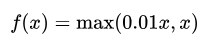 f(x) = max(0.01x, x)